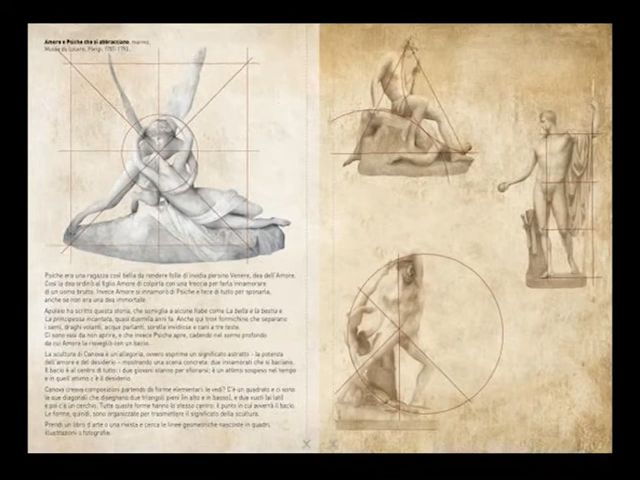 Amore e Psiche che si abbracciano, marmo,
Musée du Louvre, Parigi, 1787-1793.
Psiche era una ragazza così bella da rendere folle di invidia persino Venere, dea dell'Amore.
Così la dea ordinò al figlio Amore di colpirla con una freccia per farla innamorare
di un uomo brutto. Invece Amore si innamorò di Psiche e fece di tutto per sposarla,
anche se non era una dea immortale.
Apuleio ha scritto questa storia, che somiglia a alcune fiabe come La bella e la bestia e
La principessa incantata, quasi duemila anni fa. Anche qui trovi formichine che separano
i semi, draghi volanti, acque parlanti, sorelle invidiose e cani a tre teste.
Ci sono vasi da non aprire, e che invece Psiche apre, cadendo nel sonno profondo
da cui Amore la risveglia con un bacio.
La scultura di Canova è un'allegoria, ovvero esprime un significato astratto - la potenza
dell'amore e del desiderio - mostrando una scena concreta: due innamorati che si baciano.
Il bacio è al centro di tutto: i due giovani stanno per sfiorarsi, è un attimo sospeso nel tempo
e in quell'attimo c'è il desiderio.
Canova creava composizioni partendo da forme elementari: le vedi? C'è un quadrato e ci sono
le sue diagonali che disegnano due triangoli pieni (in alto e in basso), e due vuoti (ai lati)
e poi c'è un cerchio. Tutte queste forme hanno lo stesso centro: il punto in cui avverrà il bacio.
Le forme, quindi, sono organizzate per trasmettere il significato della scultura.
Prendi un libro d'arte o una rivista e cerca le linee geometriche nascoste in quadri,
illustrazioni o fotografie.